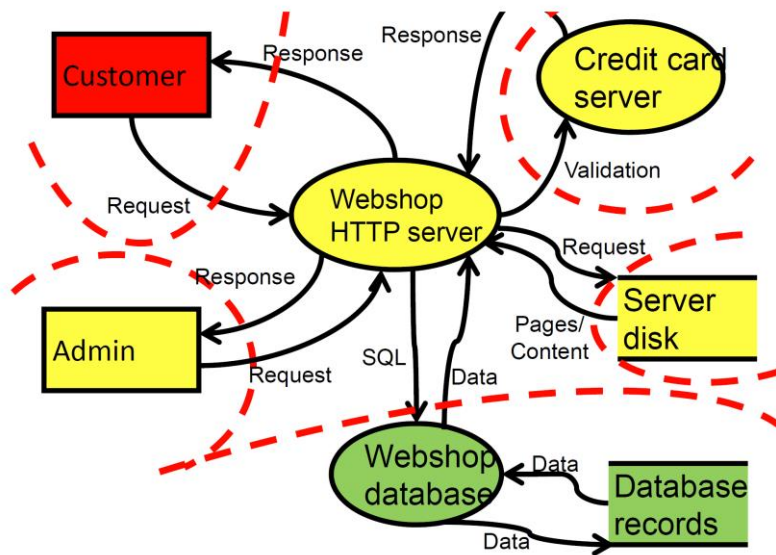 Customer
Response
Response
Credit card
server
Request
Webshop
HTTP server
Validation
Response
Request
Admin
Request
SQL
Data
Pages/
Content
Server
disk
Webshop
database
Data
Data
Database
records